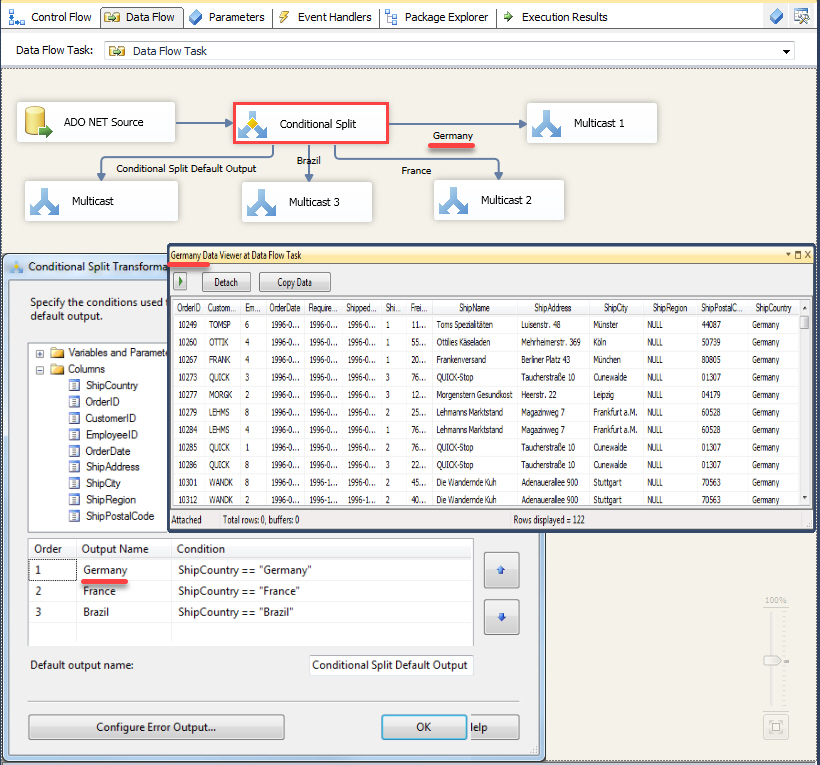 Control Flow Data Flow Parameters Event Handlers Package Explorer Execution Results
Data Flow Task: Data Flow Task
ADO NET Source
Conditional Split
Multicast 1
Germany
Brazil
Conditional Split Default Output
France
Multicast
Multicast 3
Multicast 2
Conditional Split Transforma
Specify the conditions used
default output.
Variables and Paramete
Columns
ShipCountry
OrderID
CustomerID
EmployeeID
OrderDate
ShipAddress
ShipCity
ShipRegion
ShipPostalCode
Germany Data Viewer at Data Flow Task
Detach Copy Data
OrderID Custom... Em... OrderDate Require... Shipped... Shi... Frei... ShipName ShipAddress ShipCity ShipRegion ShipPostalC... ShipCountry
10249 TOMSP 6 1996-0... 1996-0... 1996-0... 1 11... Toms Spezialitäten Luisenstr. 48 Münster NULL 44087 Germany
10260 OTTIK 4 1996-0... 1996-0... 1996-0... 1 55... Ottilies Käseladen Mehrheimerstr. 369 Köln NULL 50739 Germany
10267 FRANK 4 1996-0... 1996-0... 1996-0... 1 20... Frankenversand Berliner Platz 43 München NULL 80805 Germany
10273 QUICK 3 1996-0... 1996-0... 1996-0... 3 76... QUICK-Stop Taucherstraße 10 Cunewalde NULL 01307 Germany
10277 MORGK 2 1996-0... 1996-0... 1996-0... 3 12... Morgenstern Gesundkost Heerstr. 22 Leipzig NULL 04179 Germany
10279 LEHMS 8 1996-0... 1996-0... 1996-0... 2 25... Lehmanns Marktstand Magazinweg 7 Frankfurt a.M. NULL 60528 Germany
10284 LEHMS 4 1996-0... 1996-0... 1996-0... 1 76... Lehmanns Marktstand Magazinweg 7 Frankfurt a.M. NULL 60528 Germany
10285 QUICK 1 1996-0... 1996-0... 1996-0... 2 76... QUICK-Stop Taucherstraße 10 Cunewalde NULL 01307 Germany
10286 QUICK 8 1996-0... 1996-0... 1996-0... 3 22... QUICK-Stop Taucherstraße 10 Cunewalde NULL 01307 Germany
10301 WANDK 8 1996-0... 1996-1... 1996-0... 2 45... Die Wandernde Kuh Adenauerallee 900 Stuttgart NULL 70563 Germany
10312 WANDK 2 1996-0... 1996-1... 1996-0... 2 40... Die Wandernde Kuh Adenauerallee 900 Stuttgart NULL 70563 Germany
Attached Total rows: 0, buffers: 0 Rows displayed = 122
Order Output Name Condition
1 Germany ShipCountry == "Germany"
2 France ShipCountry == "France"
3 Brazil ShipCountry == "Brazil"
Default output name: Conditional Split Default Output
Configure Error Output... OK elp
100%